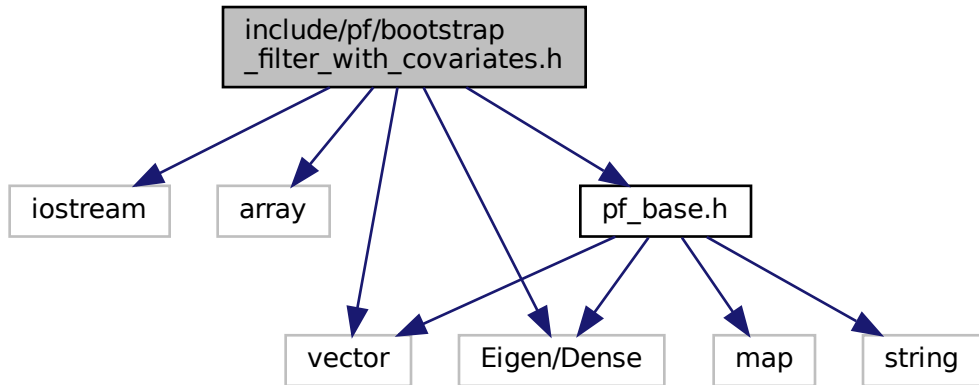 include/pf/bootstrap
_filter_with_covariates.h
iostream
array
pf_base.h
vector
Eigen/Dense
map
string